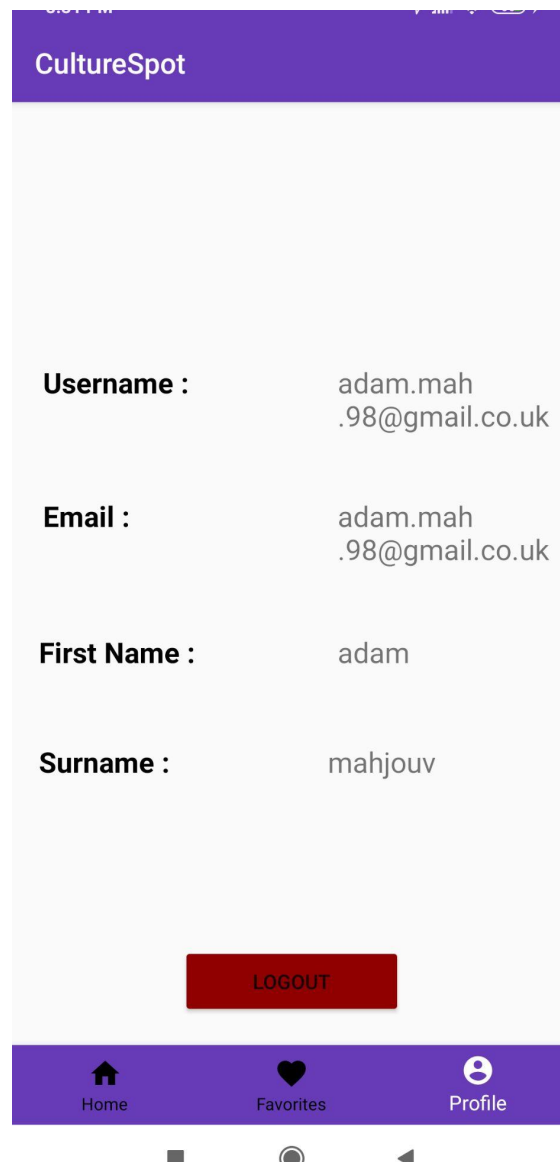 CultureSpot
Username :
adam.mah
.98@gmail.co.uk
Email :
adam.mah
.98@gmail.co.uk
First Name :
adam
Surname :
mahjouv
LOGOUT
Home
Favorites
Profile